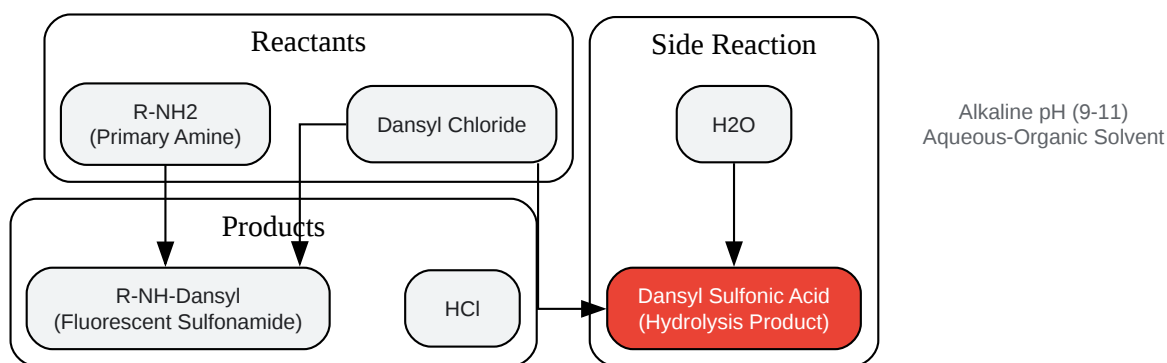 Reactants
R-NH2
(Primary Amine)
Dansyl Chloride
Side Reaction
H2O
Alkaline pH (9-11)
Aqueous-Organic Solvent
Products
R-NH-Dansyl
(Fluorescent Sulfonamide)
HCl
Dansyl Sulfonic Acid
(Hydrolysis Product)